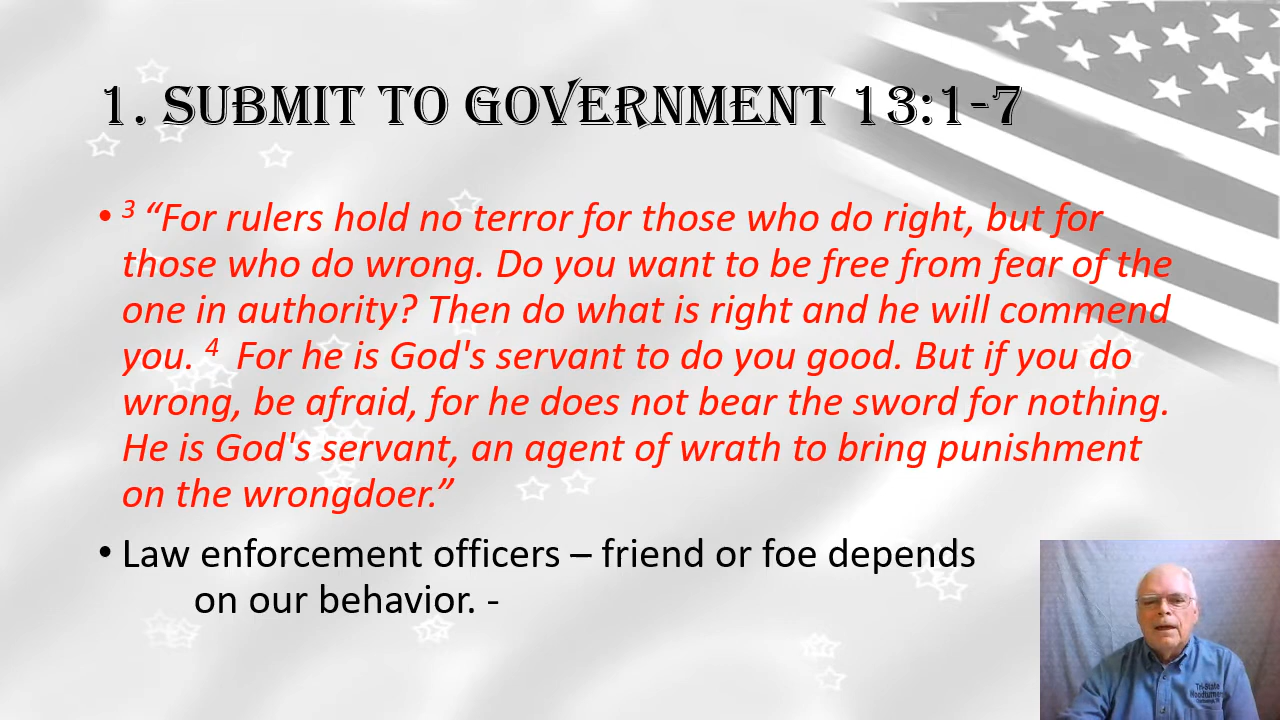 1. SUBMIT TO GOVERNMENT 13:1-7
• 3 “For rulers hold no terror for those who do right, but for
those who do wrong. Do you want to be free from fear of the
one in authority? Then do what is right and he will commend
you. 4 For he is God's servant to do you good. But if you do
wrong, be afraid, for he does not bear the sword for nothing.
He is God's servant, an agent of wrath to bring punishment
on the wrongdoer.”
• Law enforcement officers – friend or foe depends
on our behavior. -
Tri-State